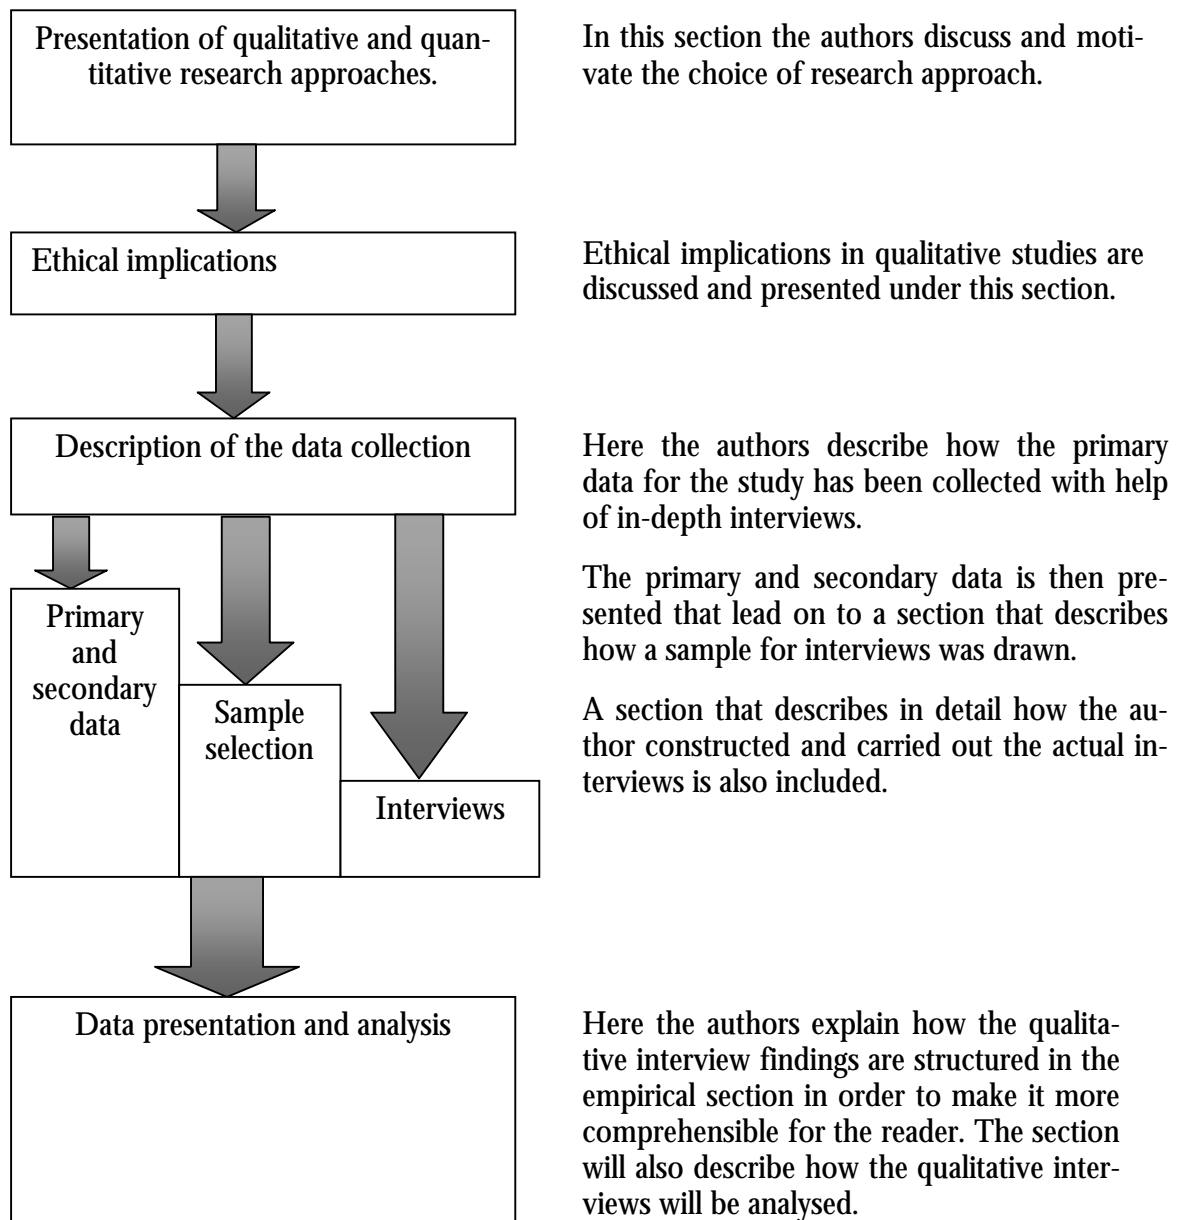 Presentation of qualitative and quan-
titative research approaches.
In this section the authors discuss and moti-
vate the choice of research approach.
Ethical implications
Ethical implications in qualitative studies are
discussed and presented under this section.
Description of the data collection
Here the authors describe how the primary
data for the study has been collected with help
of in-depth interviews.
The primary and secondary data is then pre-
sented that lead on to a section that describes
how a sample for interviews was drawn.
A section that describes in detail how the au-
thor constructed and carried out the actual in-
terviews is also included.
Primary
and
secondary
data
Sample
selection
Interviews
Data presentation and analysis
Here the authors explain how the qualita-
tive interview findings are structured in the
empirical section in order to make it more
comprehensible for the reader. The section
will also describe how the qualitative inter-
views will be analysed.